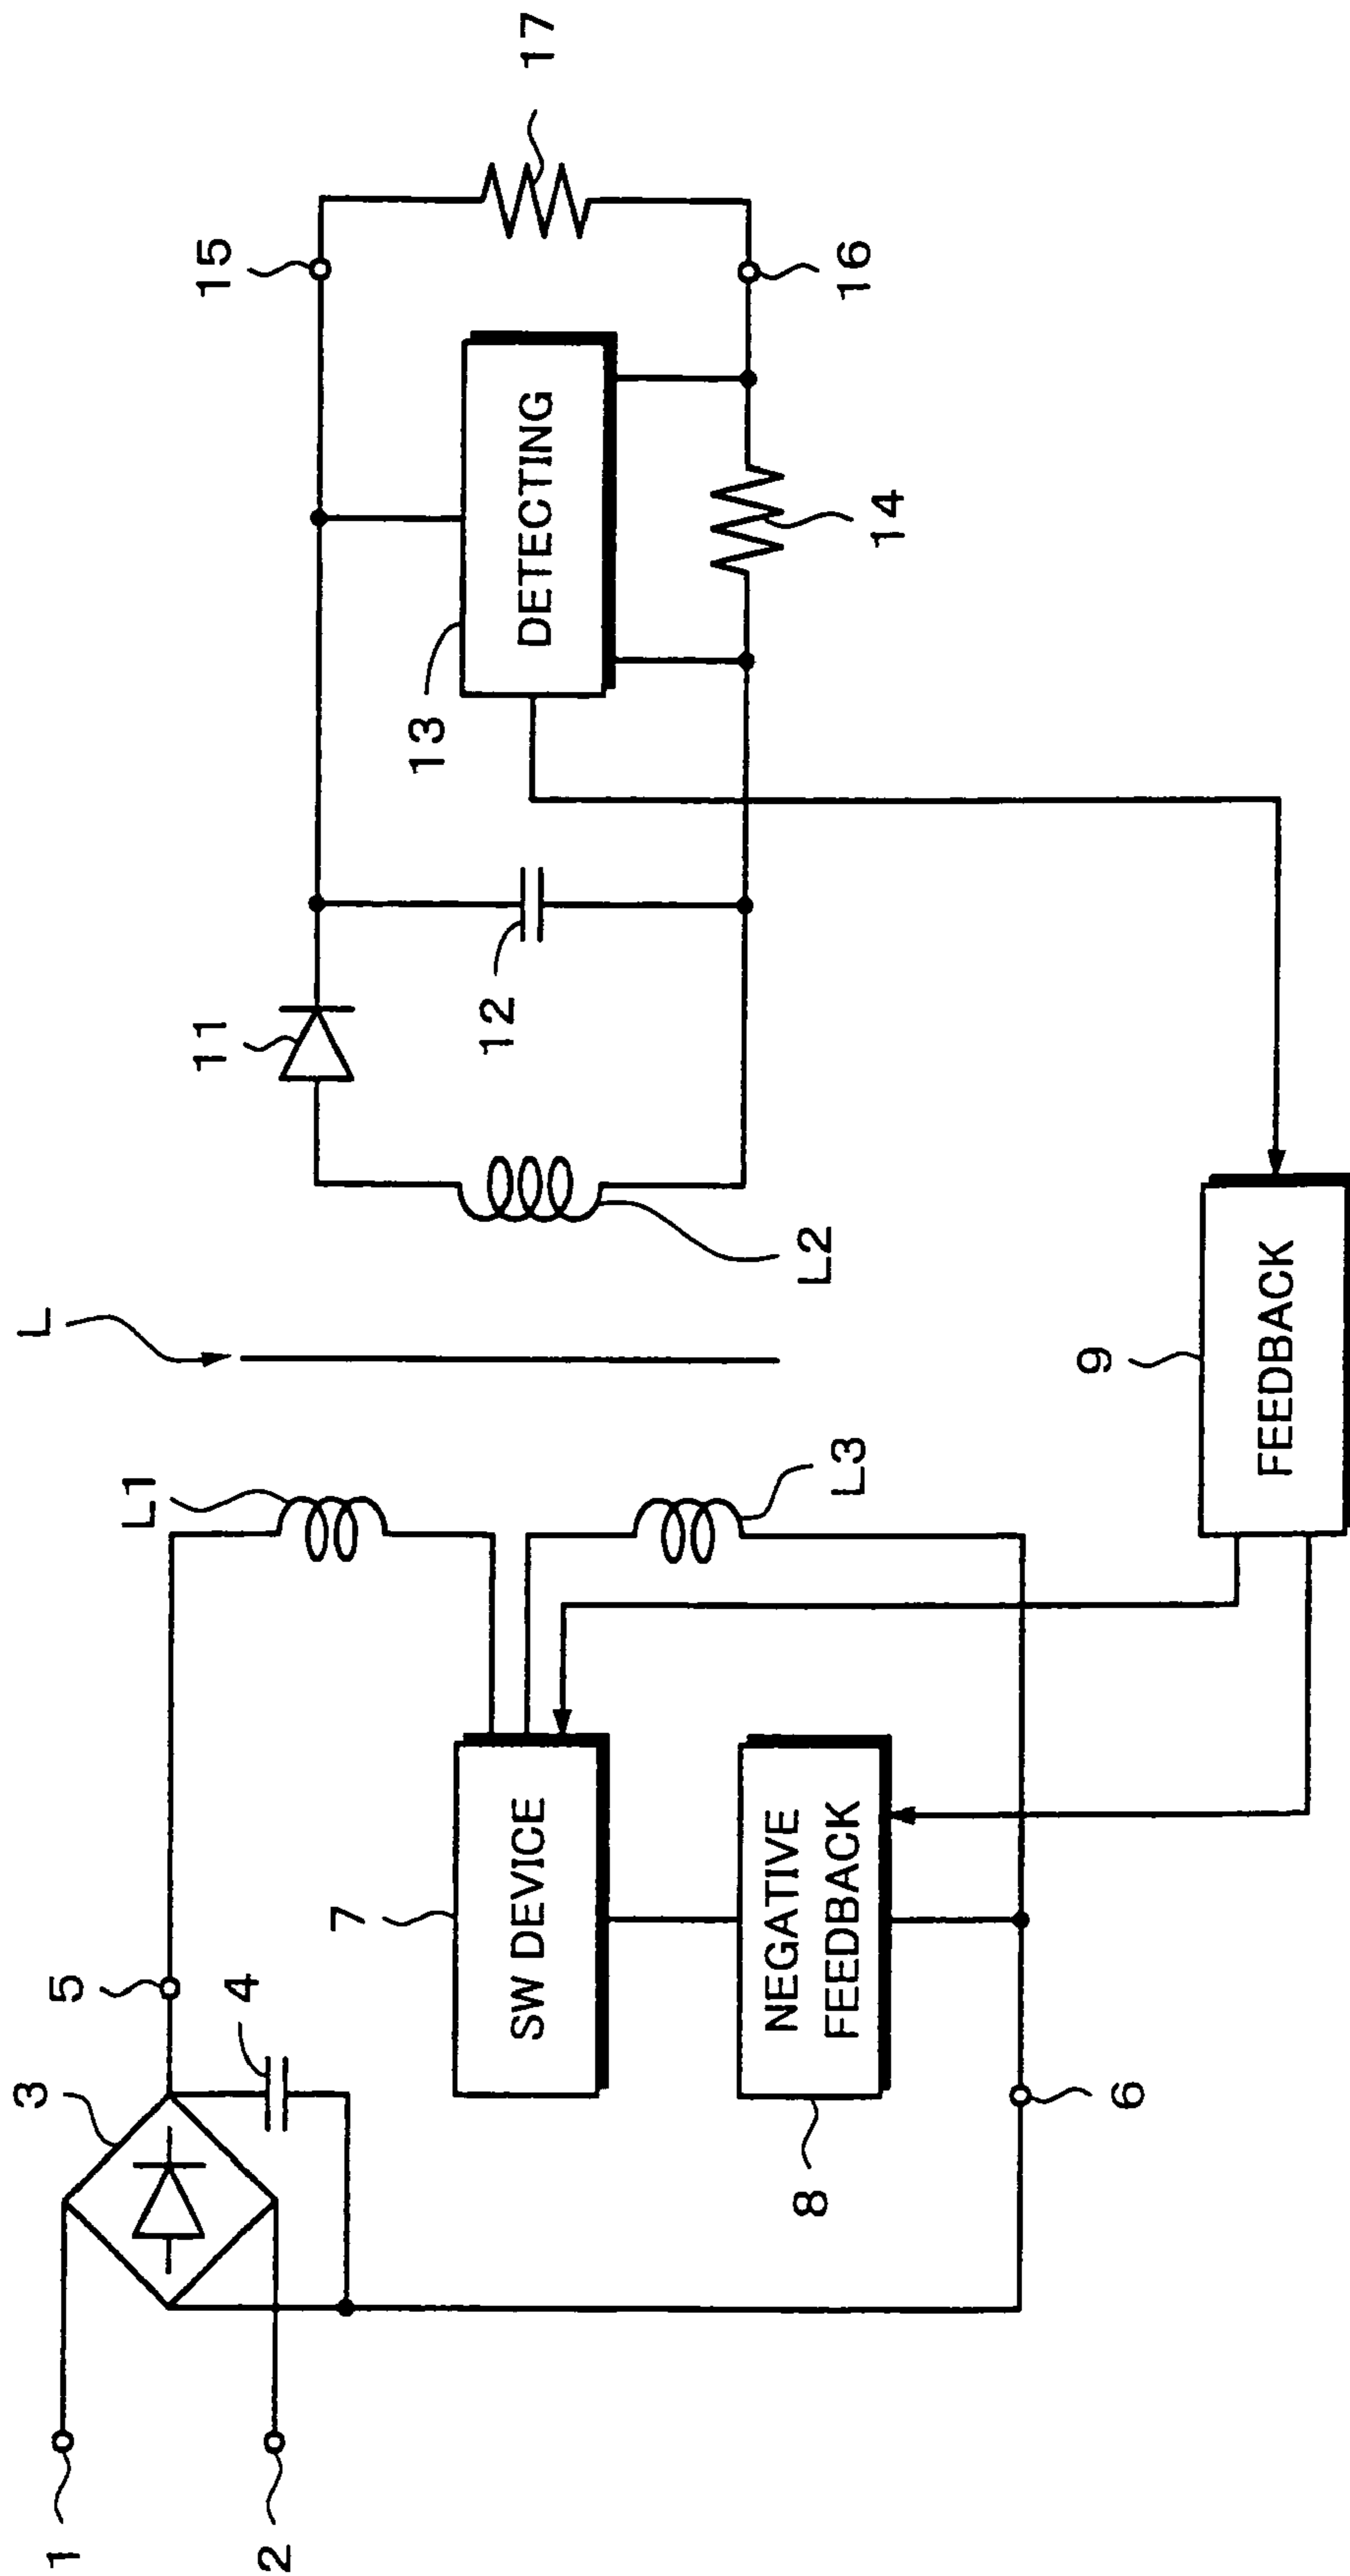 L
15
17
11
L1
5
3
4
1
2
12
13
DETECTING
14
16
L2
7
SW DEVICE
L3
NEGATIVE
FEEDBACK
8
6
9
FEEDBACK